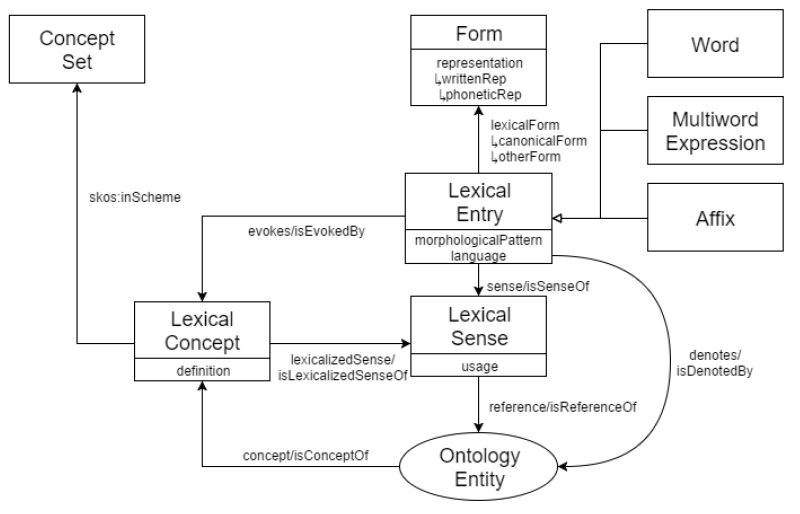 Concept
Set
Form
representation
↳writtenRep
↳phoneticRep
Word
Multiword
Expression
Affix
lexicalForm
↳canonicalForm
↳otherForm
skos:inScheme
Lexical
Entry
morphologicalPattern
language
evokes/isEvokedBy
sense/isSenseOf
Lexical
Concept
definition
lexicalizedSense/
isLexicalizedSenseOf
Lexical
Sense
usage
denotes/
isDenotedBy
reference/isReferenceOf
concept/isConceptOf
Ontology
Entity